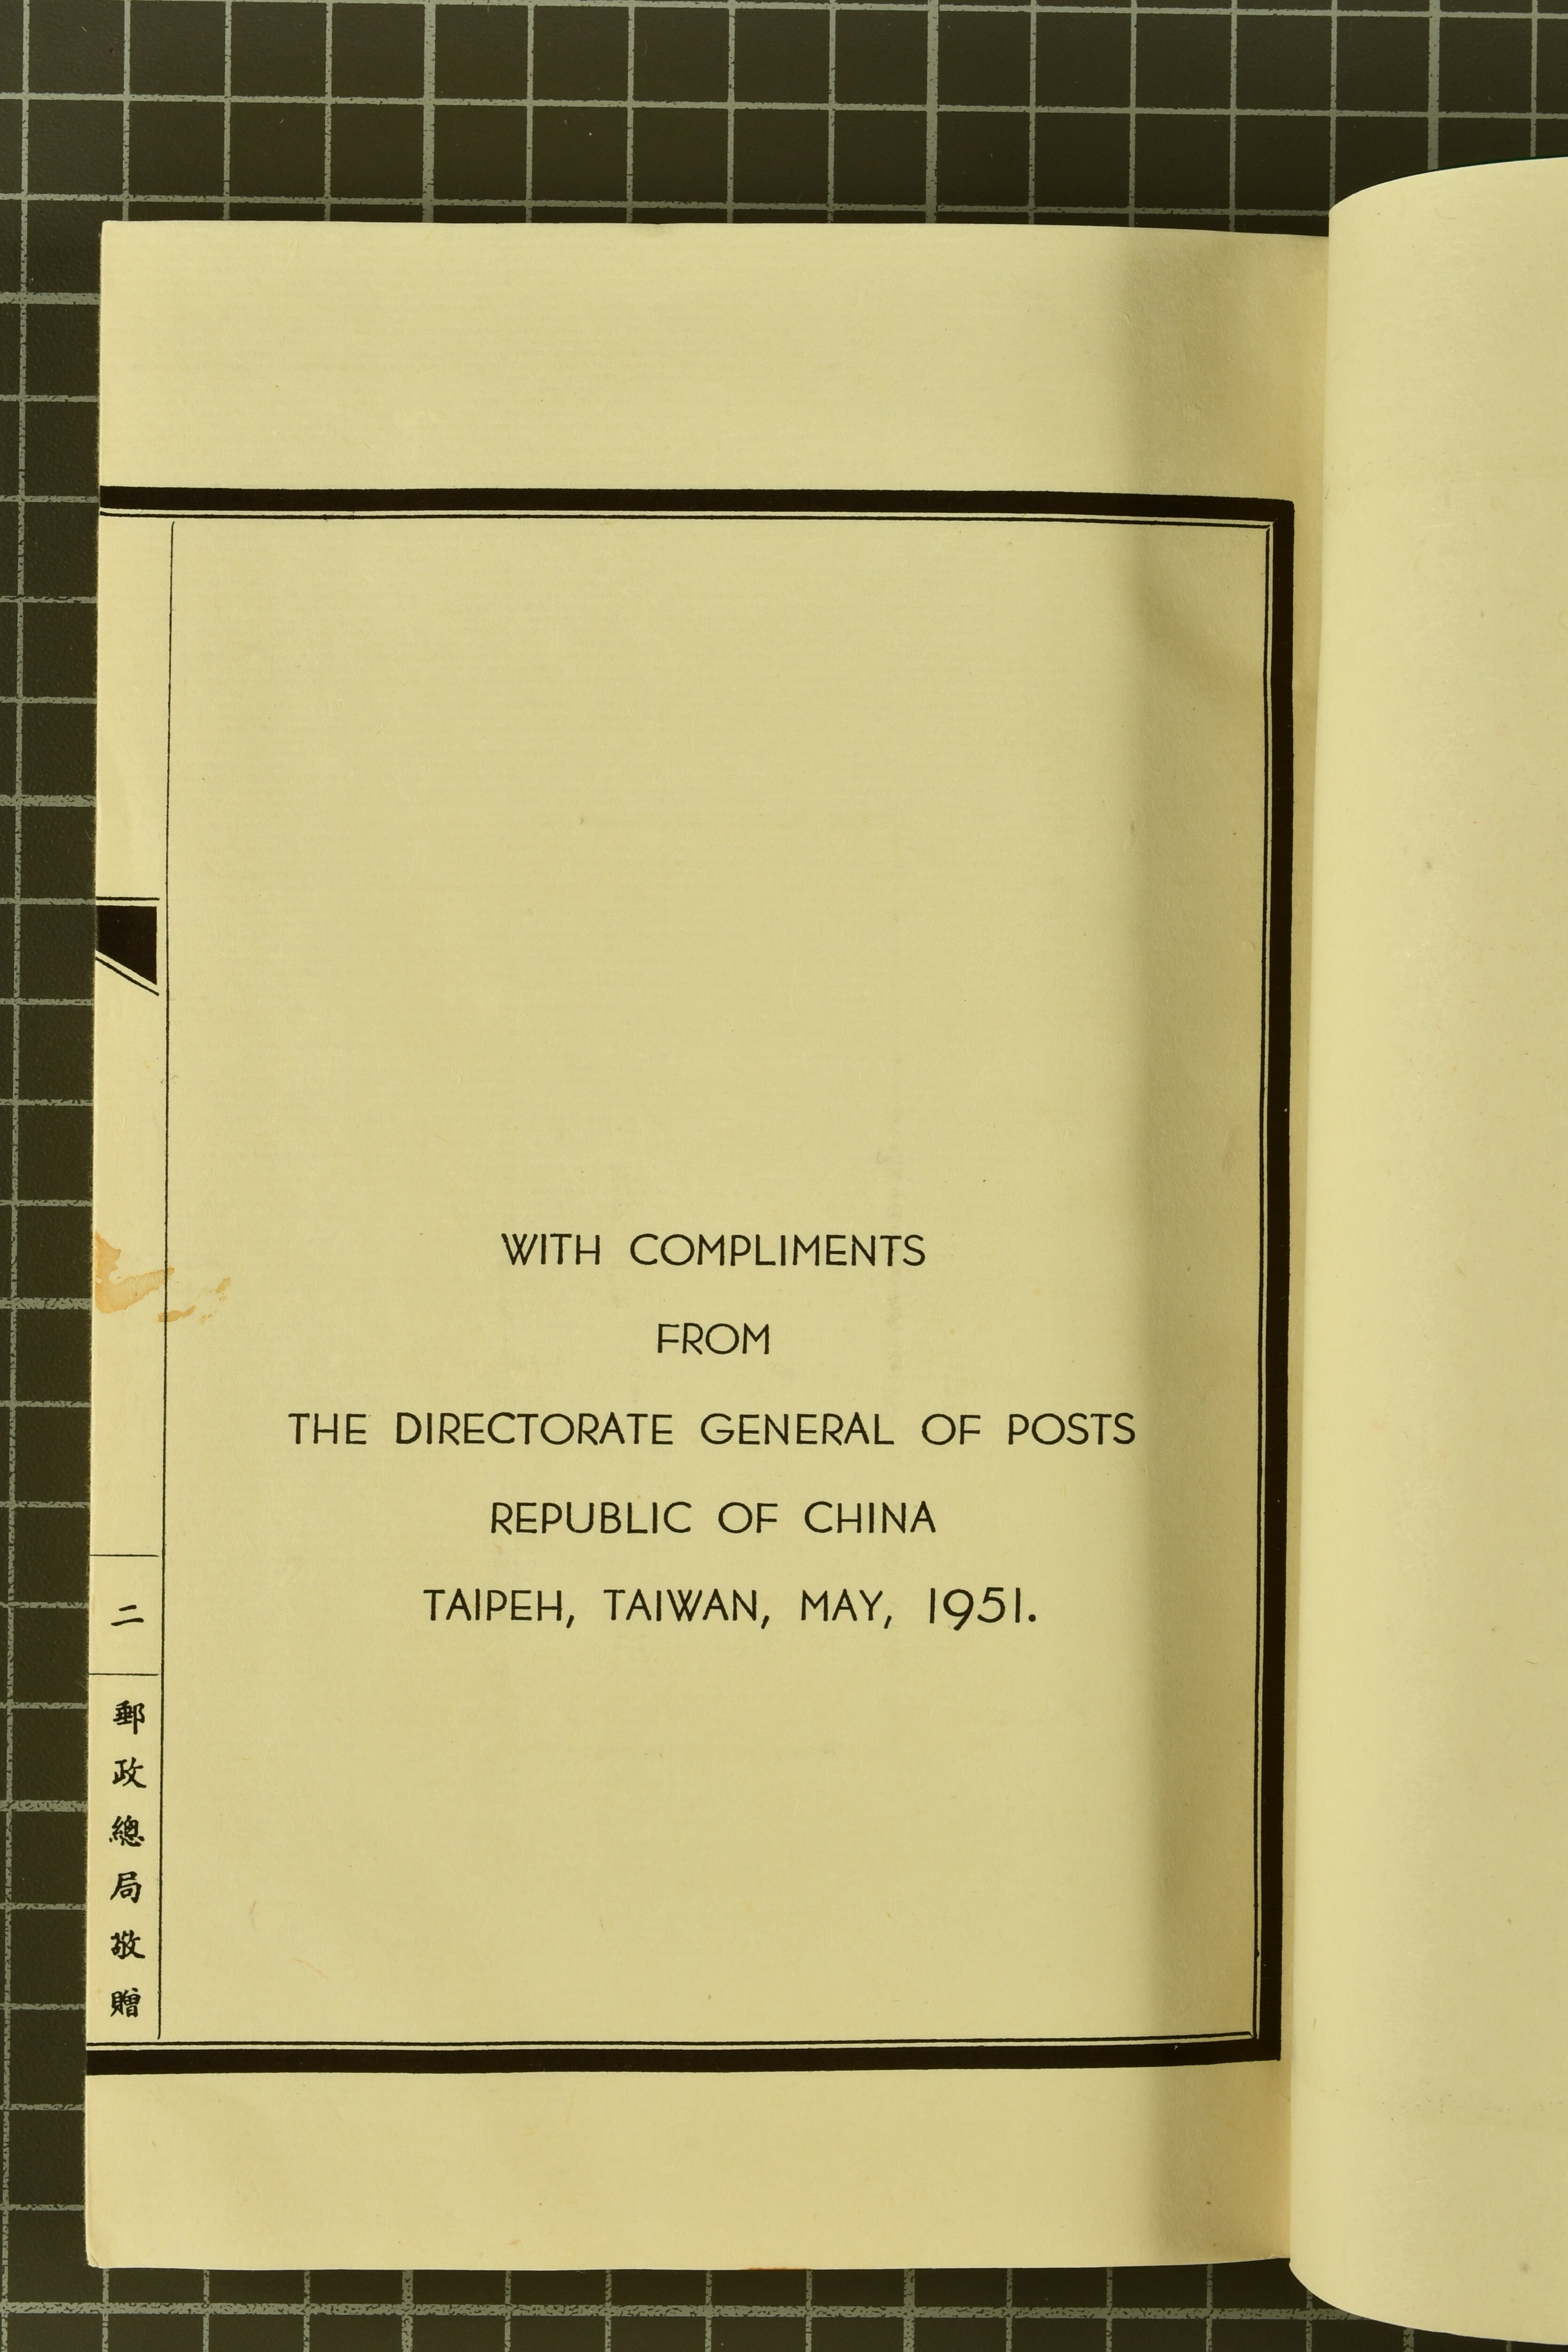 WITH COMPLIMENTS
FROM
THE DIRECTORATE GENERAL OF POSTS
REPUBLIC OF CHINA
TAIPEH, TAIWAN, MAY, 1951.
二
郵政總局敬贈